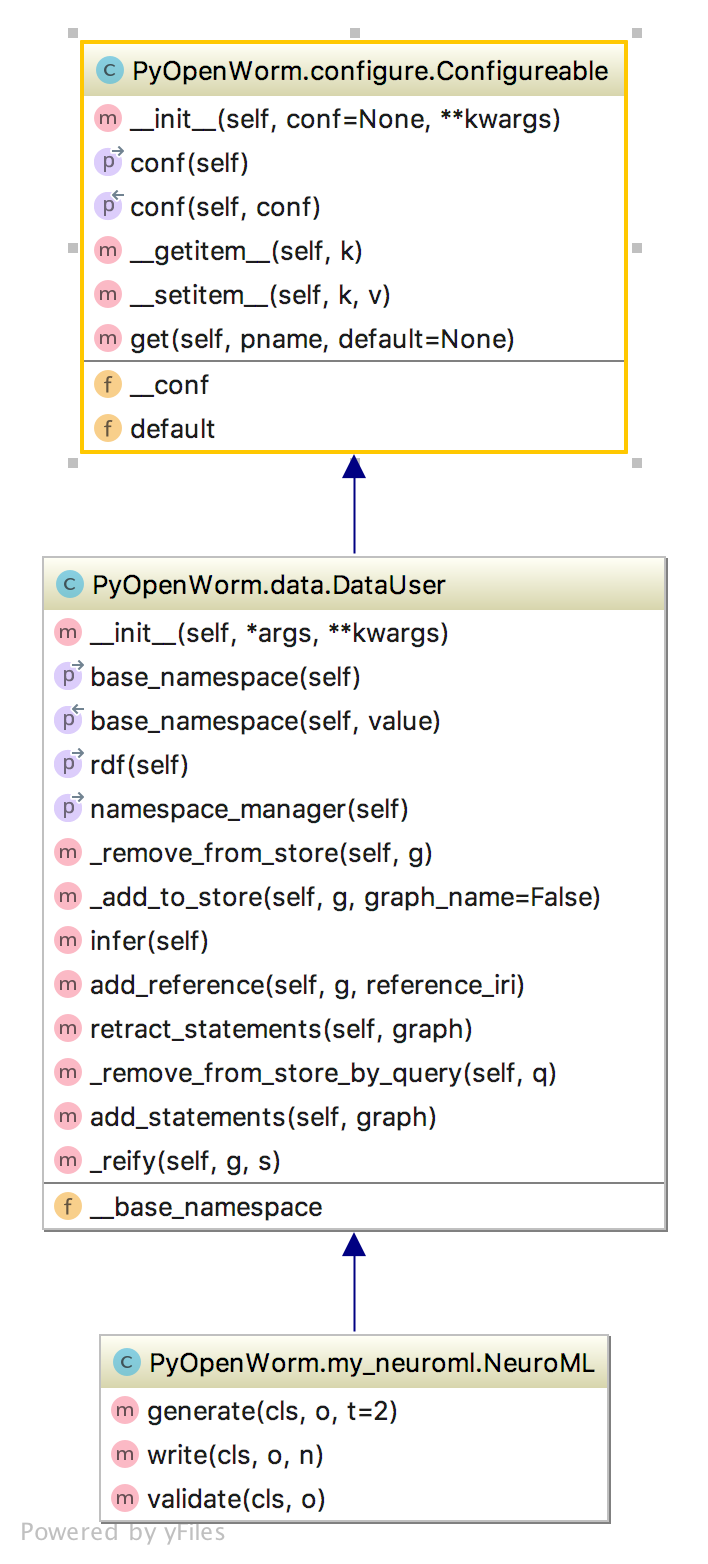 C PyOpenWorm.configure.Configureable
m __init__(self, conf=None, **kwargs)
p conf(self)
p conf(self, conf)
m __getitem__(self, k)
m __setitem__(self, k, v)
m get(self, pname, default=None)
f __conf
f default
C PyOpenWorm.data.DataUser
m __init__(self, *args, **kwargs)
p base_namespace(self)
p base_namespace(self, value)
p rdf(self)
p namespace_manager(self)
m _remove_from_store(self, g)
m _add_to_store(self, g, graph_name=False)
m infer(self)
m add_reference(self, g, reference_iri)
m retract_statements(self, graph)
m _remove_from_store_by_query(self, q)
m add_statements(self, graph)
m _reify(self, g, s)
f __base_namespace
C PyOpenWorm.my_neuroml.NeuroML
m generate(cls, o, t=2)
m write(cls, o, n)
m validate(cls, o)
Powered by yFiles